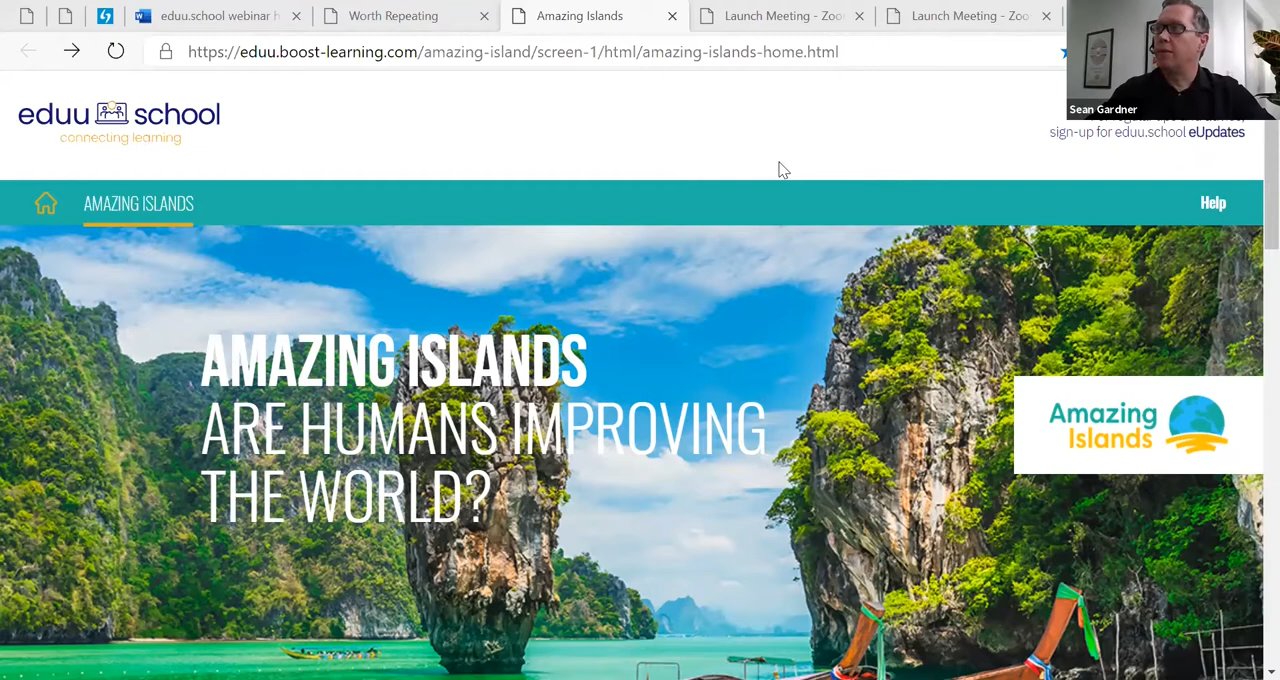 eduu.school webinar h
Worth Repeating
Amazing Islands
Launch Meeting - Zoo
Launch Meeting - Zoo
https://eduu.boost-learning.com/amazing-island/screen-1/html/amazing-islands-home.html
Sean Gardner
eduu school
connecting learning
sign-up for eduu.school eUpdates
AMAZING ISLANDS
Help
AMAZING ISLANDS
ARE HUMANS IMPROVING
THE WORLD?
Amazing
Islands